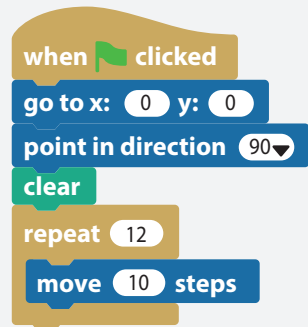 when clicked
go to x: 0 y: 0
point in direction 90
clear
repeat 12
move 10 steps